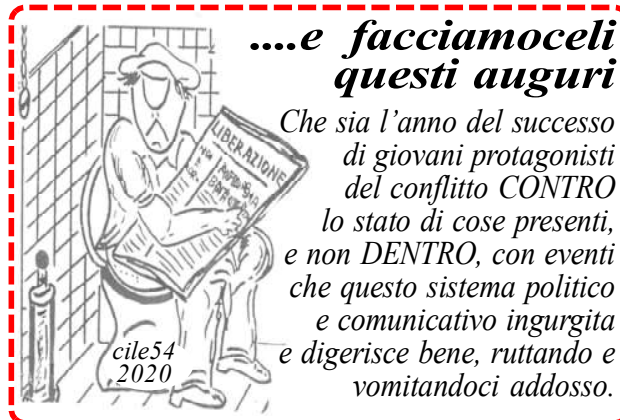 ....e facciamoceli
questi auguri
Che sia l’anno del successo
di giovani protagonisti
del conflitto CONTRO
lo stato di cose presenti,
e non DENTRO, con eventi
che questo sistema politico
e comunicativo ingurgita
e digerisce bene, ruttando e
vomitandoci addosso.
LIBERAZIONE
cile54
2020